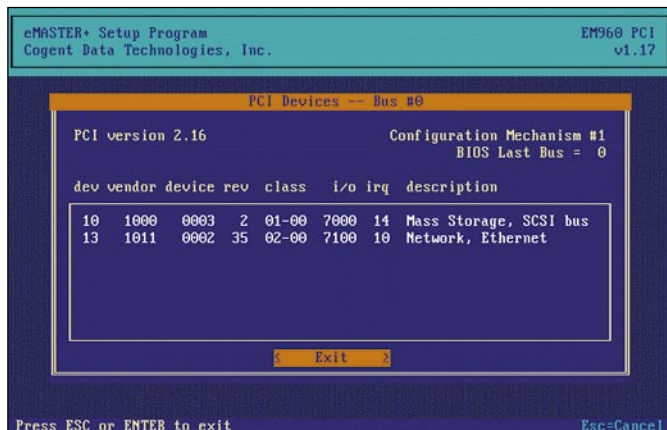 eMASTER+ Setup Program EM960 PCI
Cogent Data Technologies, Inc. v1.17
PCI Devices -- Bus #0
PCI version 2.16 Configuration Mechanism #1
BIOS Last Bus = 0
dev vendor device rev class i/o irq description
10 1000 0003 2 01-00 7000 14 Mass Storage, SCSI bus
13 1011 0002 35 02-00 7100 10 Network, Ethernet
< Exit >
Press ESC or ENTER to exit Esc=Cancel